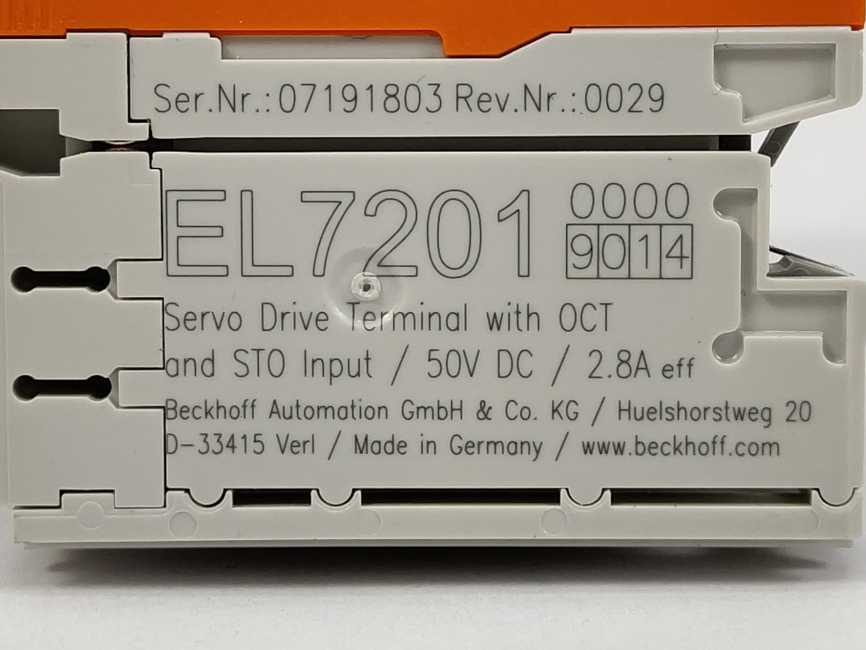 Ser.Nr.:07191803 Rev.Nr.:0029
EL7201 0000
9014
Servo Drive Terminal with OCT
and STO Input / 50V DC / 2.8A eff
Beckhoff Automation GmbH & Co. KG / Huelshorstweg 20
D-33415 Verl / Made in Germany / www.beckhoff.com